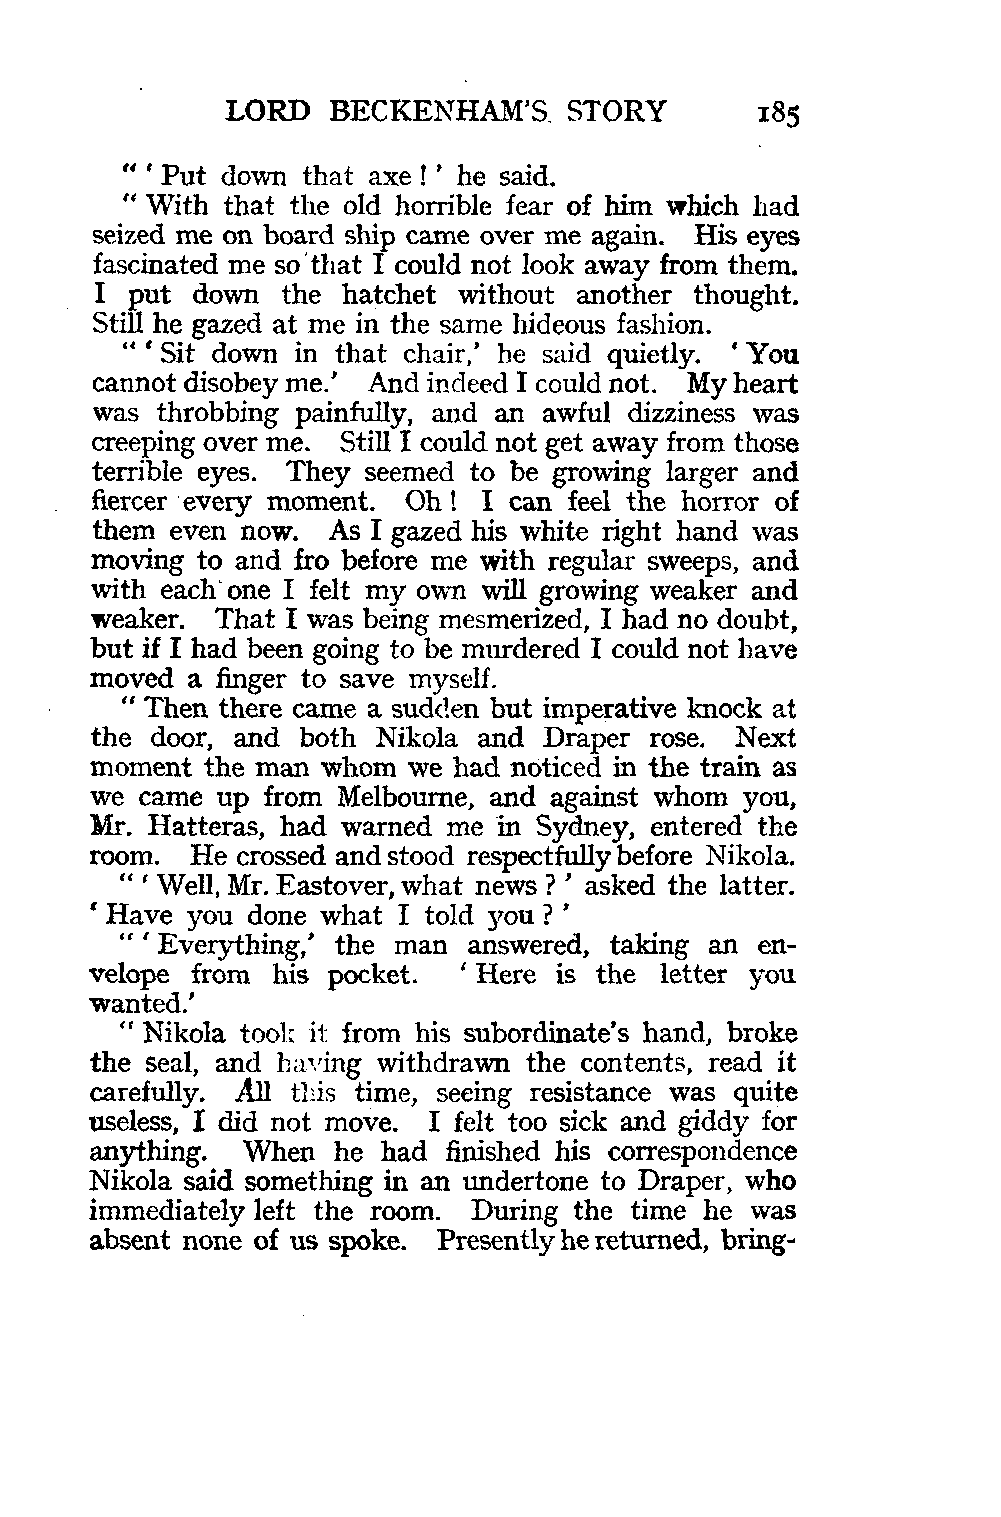 LORD BECKENHAM'S STORY 185
" ' Put down that axe ! ' he said.
" With that the old horrible fear of him which had
seized me on board ship came over me again. His eyes
fascinated me so that I could not look away from them.
I put down the hatchet without another thought.
Still he gazed at me in the same hideous fashion.
" ' Sit down in that chair,' he said quietly. ' You
cannot disobey me.' And indeed I could not. My heart
was throbbing painfully, and an awful dizziness was
creeping over me. Still I could not get away from those
terrible eyes. They seemed to be growing larger and
fiercer every moment. Oh ! I can feel the horror of
them even now. As I gazed his white right hand was
moving to and fro before me with regular sweeps, and
with each one I felt my own will growing weaker and
weaker. That I was being mesmerized, I had no doubt,
but if I had been going to be murdered I could not have
moved a finger to save myself.
" Then there came a sudden but imperative knock at
the door, and both Nikola and Draper rose. Next
moment the man whom we had noticed in the train as
we came up from Melbourne, and against whom you,
Mr. Hatteras, had warned me in Sydney, entered the
room. He crossed and stood respectfully before Nikola.
" ' Well, Mr. Eastover, what news ? ' asked the latter.
' Have you done what I told you ? '
" ' Everything,' the man answered, taking an en-
velope from his pocket. ' Here is the letter you
wanted.'
" Nikola took it from his subordinate's hand, broke
the seal, and having withdrawn the contents, read it
carefully. All this time, seeing resistance was quite
useless, I did not move. I felt too sick and giddy for
anything. When he had finished his correspondence
Nikola said something in an undertone to Draper, who
immediately left the room. During the time he was
absent none of us spoke. Presently he returned, bring-